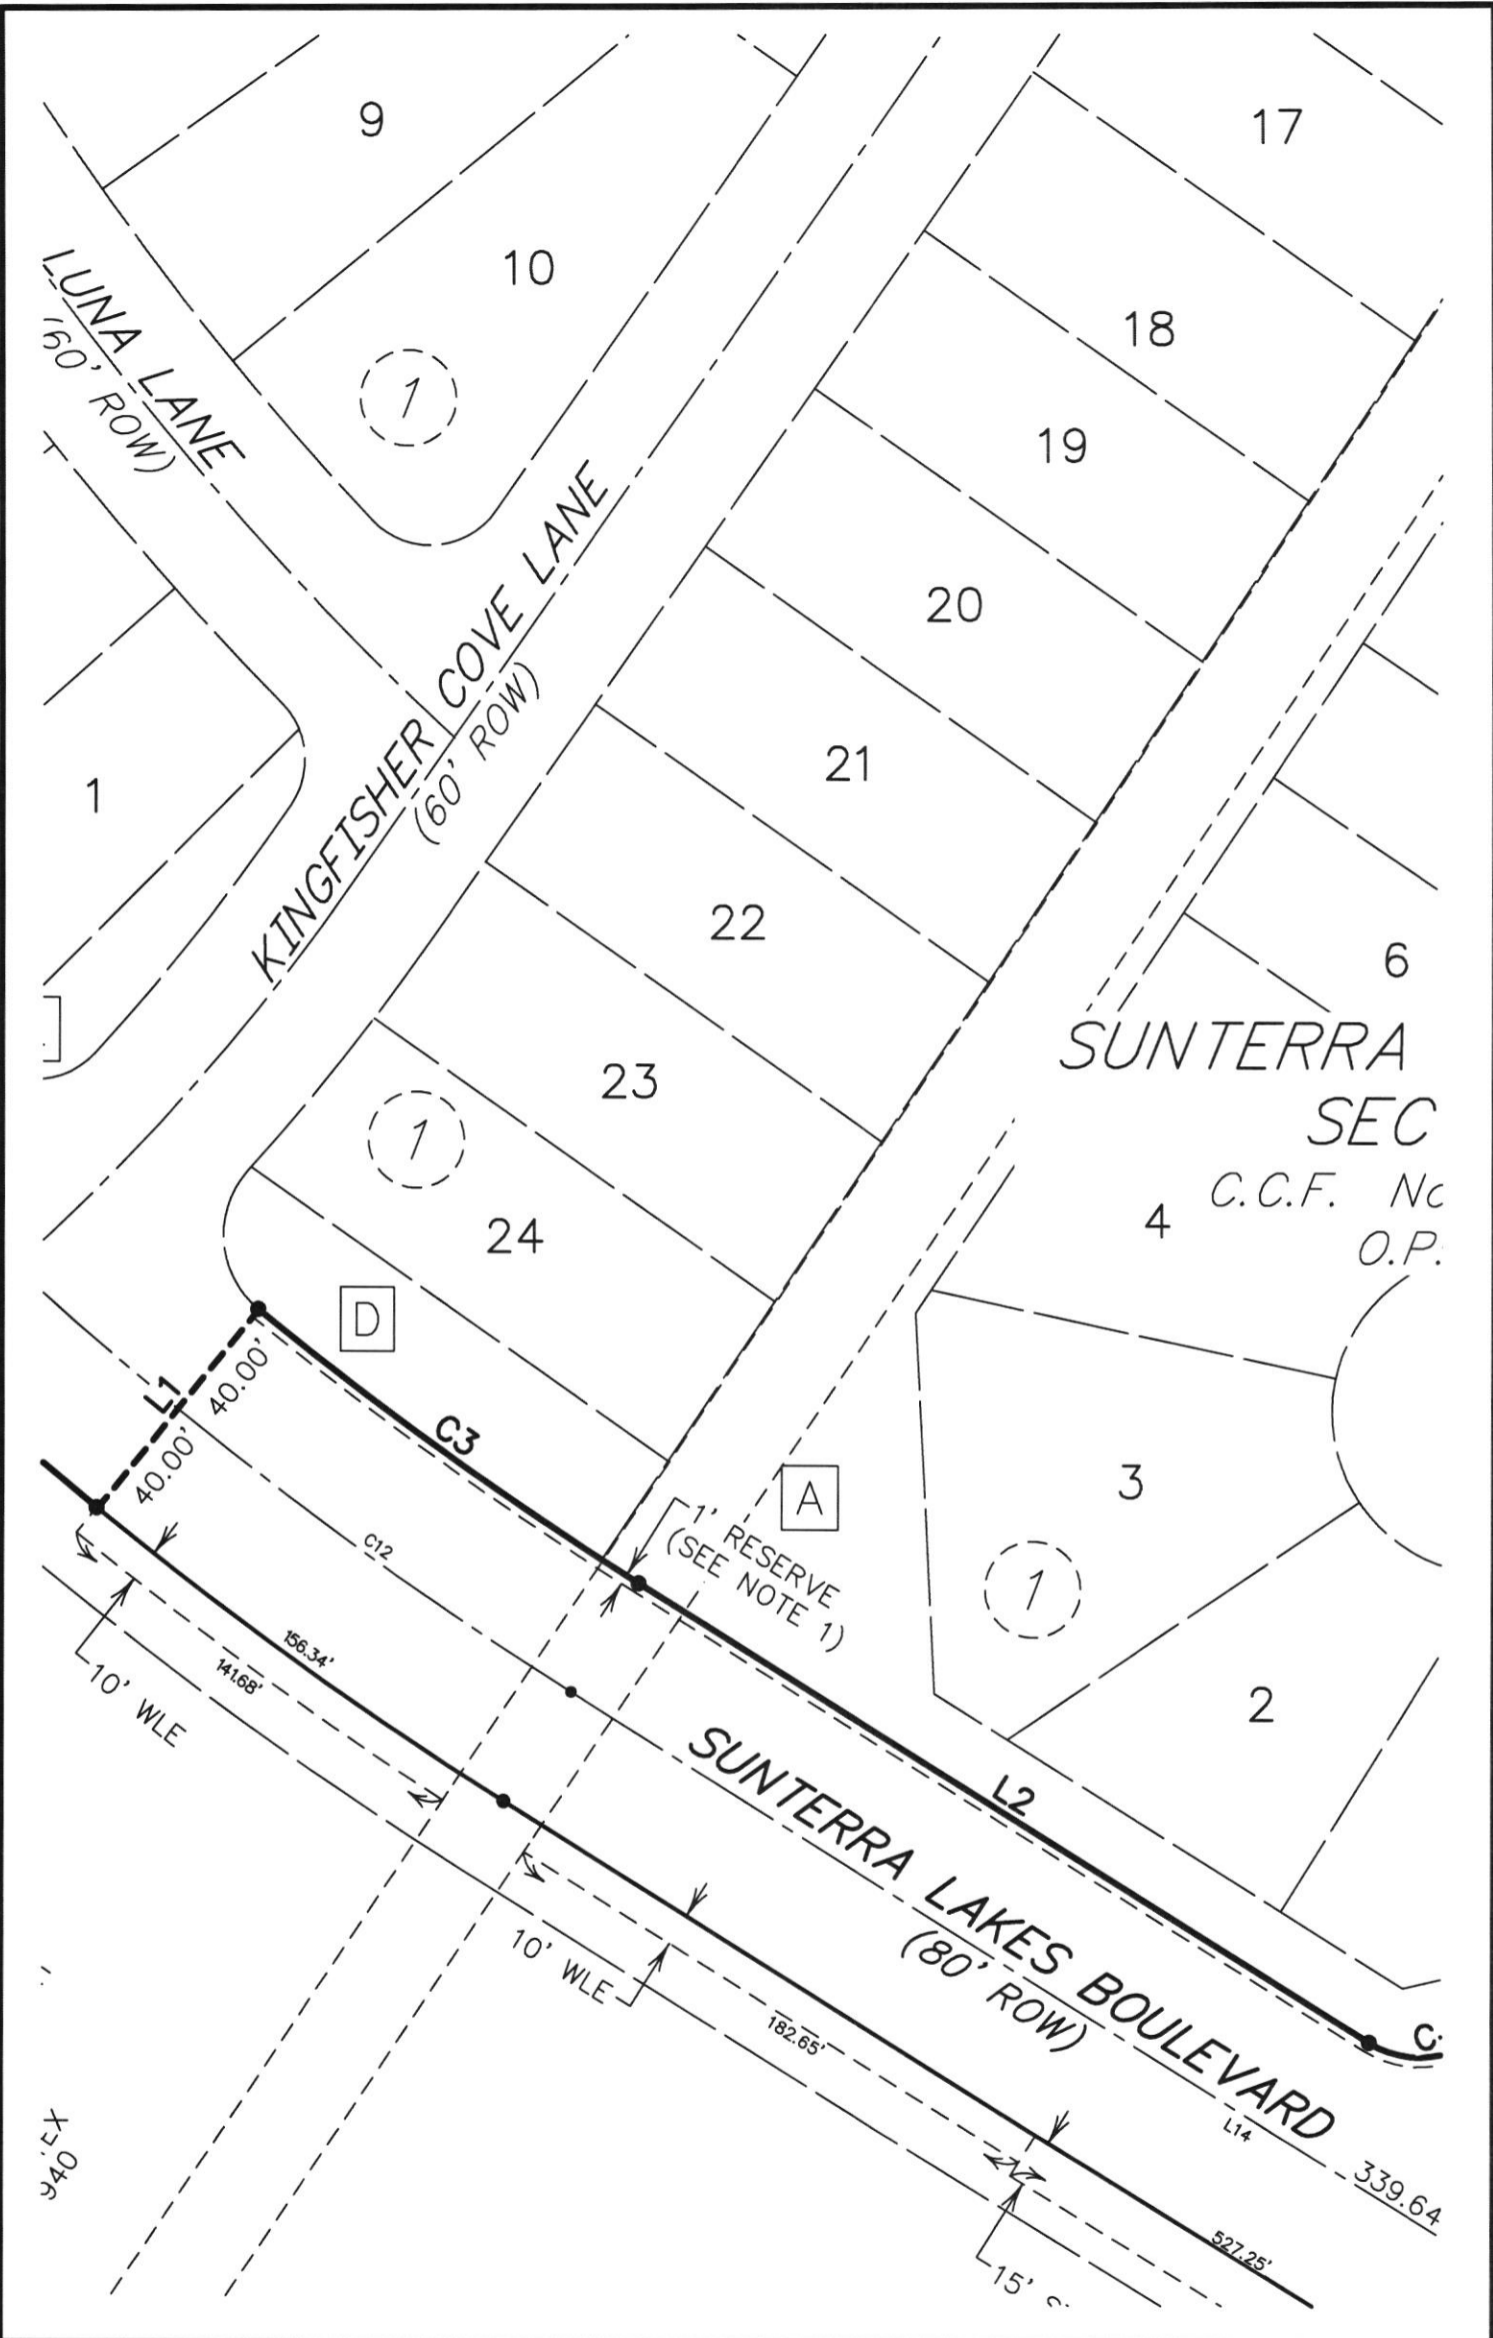 9
17
10
LUNA LANE
(60' ROW)
18
1
19
20
KINGFISHER COVE LANE
(60' ROW)
21
1
22
6
SUNTERRA
SEC
23
1
C.C.F.
4
O.P.
24
D
L1
40.00'
40.00'
C3
A
3
1' RESERVE
(SEE NOTE 1)
C12
1
156.34'
141.68'
10' WLE
2
L2
SUNTERRA LAKES BOULEVARD
(80' ROW)
10' WLE
182.65'
L14
339.64
EX
940
527.25'
15'